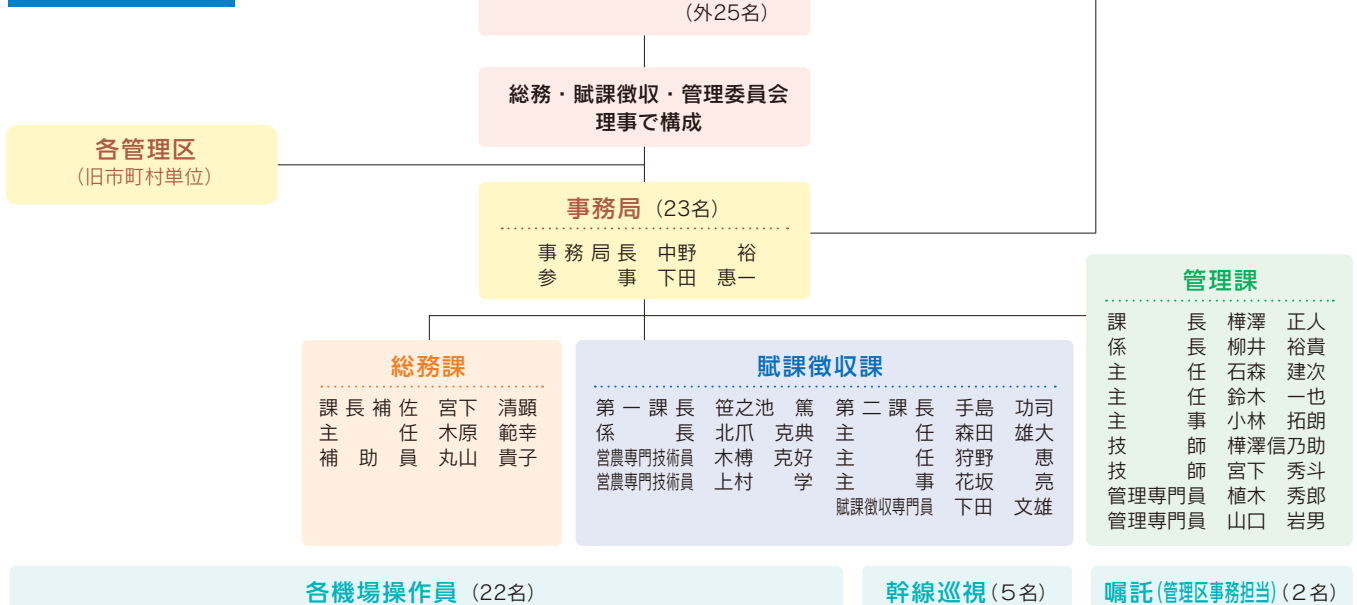 (外25名)
総務・賦課徴収・管理委員会
理事で構成
各管理区
(旧市町村単位)
事務局 (23名)
事務局長 中野 裕
参事 下田 惠一
総務課
課長補佐 宮下 清顕
主任 木原 範幸
補助員 丸山 貴子
賦課徴収課
第一課長 笹之池 篤
係長 北爪 克典
営農専門技術員 木榑 克好
営農専門技術員 上村 学
第二課長 手島 功司
主任 森田 雄大
主任 狩野 恵
主事 花坂 亮
賦課徴収専門員 下田 文雄
管理課
課長 樺澤 正人
係長 柳井 裕貴
主任 石森 建次
主任 鈴木 一也
主事 小林 拓朗
技師 樺澤信乃助
技師 宮下 秀斗
管理専門員 植木 秀郎
管理専門員 山口 岩男
各機場操作員 (22名)
幹線巡視(5名)
嘱託(管理区事務担当)(2名)